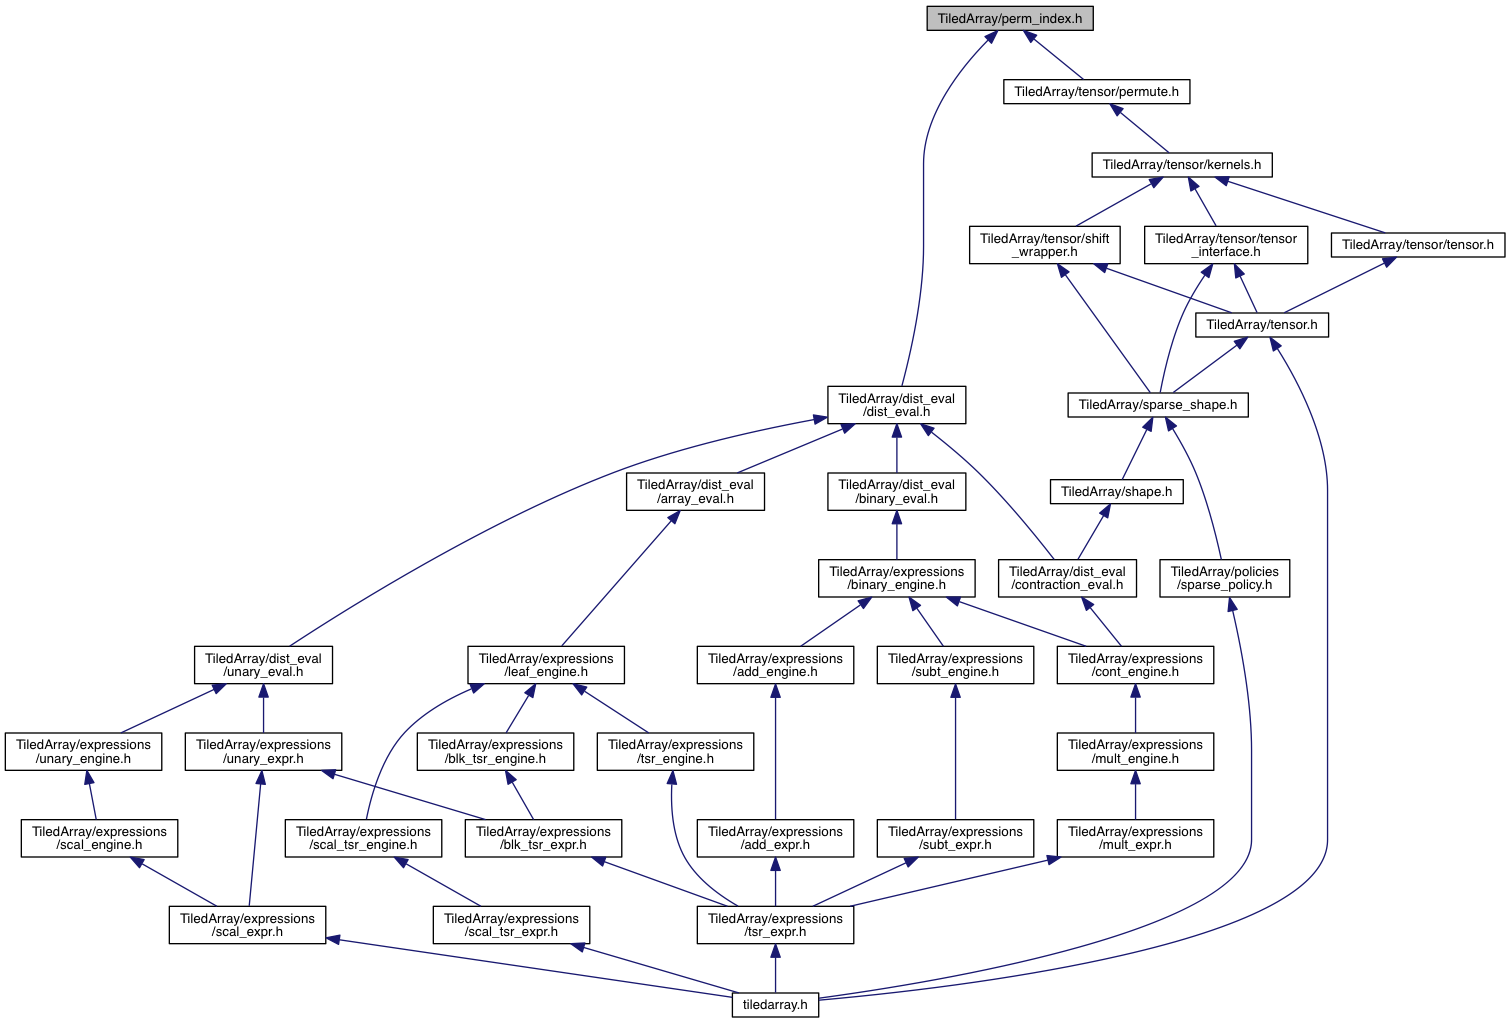 TiledArray/perm_index.h
TiledArray/tensor/permute.h
TiledArray/tensor/kernels.h
TiledArray/tensor/shift
_wrapper.h
TiledArray/tensor/tensor
_interface.h
TiledArray/tensor/tensor.h
TiledArray/tensor.h
TiledArray/dist_eval
/dist_eval.h
TiledArray/sparse_shape.h
TiledArray/dist_eval
/array_eval.h
TiledArray/dist_eval
/binary_eval.h
TiledArray/shape.h
TiledArray/expressions
/binary_engine.h
TiledArray/dist_eval
/contraction_eval.h
TiledArray/policies
/sparse_policy.h
TiledArray/dist_eval
/unary_eval.h
TiledArray/expressions
/leaf_engine.h
TiledArray/expressions
/add_engine.h
TiledArray/expressions
/subt_engine.h
TiledArray/expressions
/cont_engine.h
TiledArray/expressions
/unary_engine.h
TiledArray/expressions
/unary_expr.h
TiledArray/expressions
/blk_tsr_engine.h
TiledArray/expressions
/tsr_engine.h
TiledArray/expressions
/mult_engine.h
TiledArray/expressions
/scal_engine.h
TiledArray/expressions
/scal_tsr_engine.h
TiledArray/expressions
/blk_tsr_expr.h
TiledArray/expressions
/add_expr.h
TiledArray/expressions
/subt_expr.h
TiledArray/expressions
/mult_expr.h
TiledArray/expressions
/scal_expr.h
TiledArray/expressions
/scal_tsr_expr.h
TiledArray/expressions
/tsr_expr.h
tiledarray.h